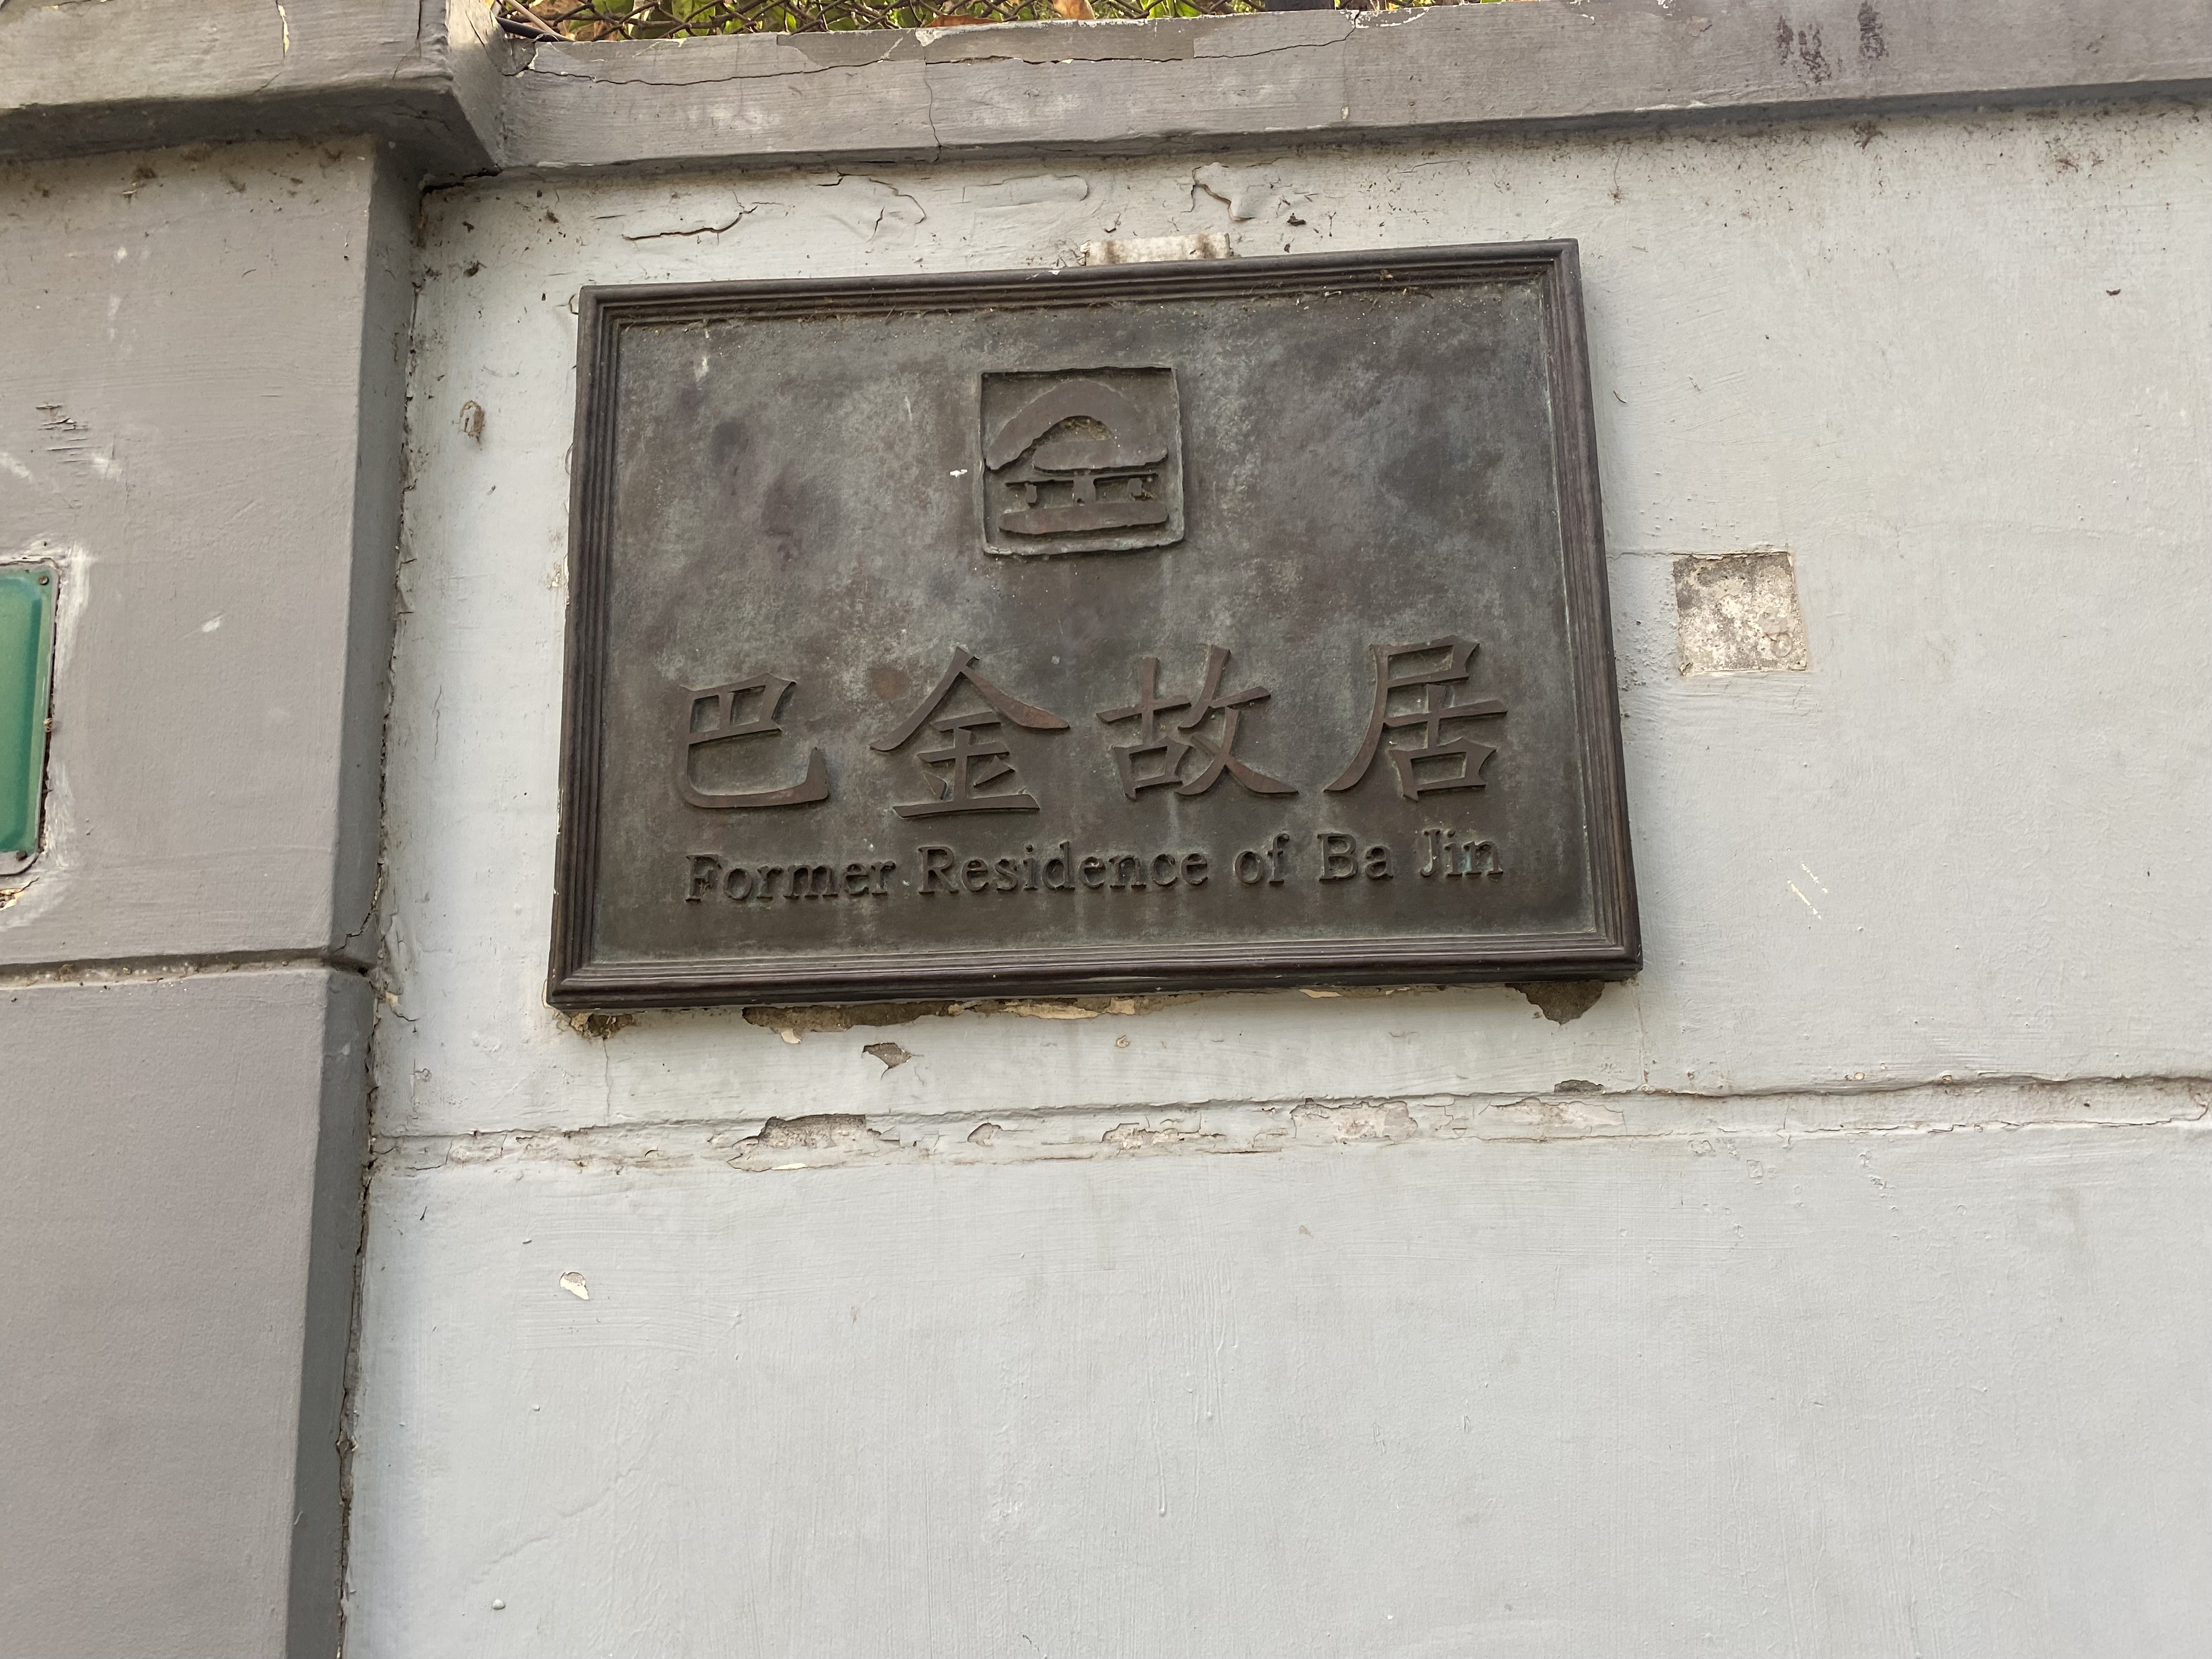 巴金故居
Former Residence of Ba Jin